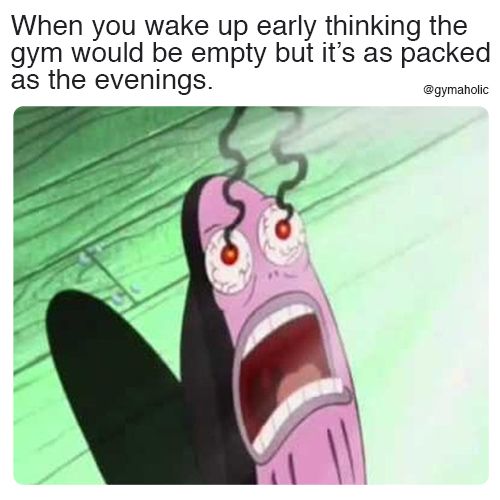 When you wake up early thinking the
gym would be empty but it’s as packed
as the evenings.
@gymaholic